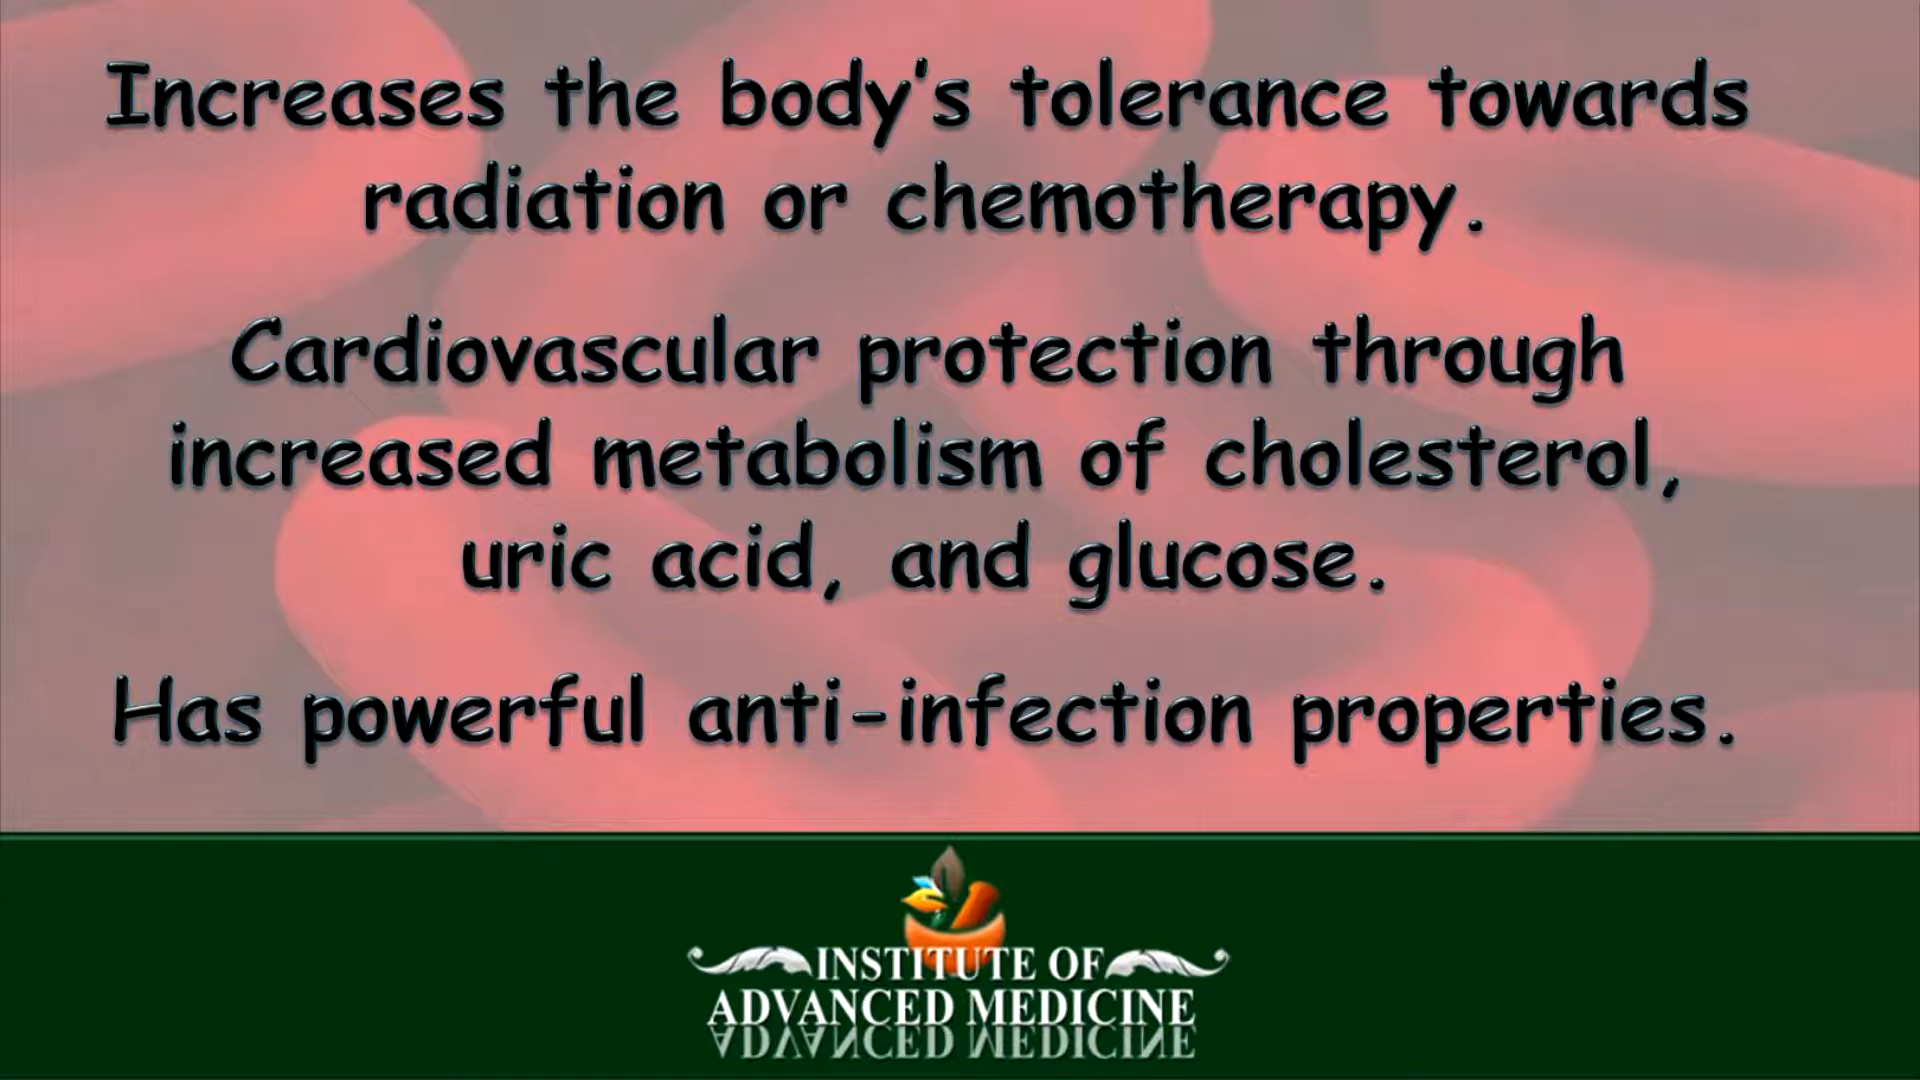 Increases the body's tolerance towards
radiation or chemotherapy.
Cardiovascular protection through
increased metabolism of cholesterol,
uric acid, and glucose.
Has powerful anti-infection properties.
INSTITUTE OF
ADVANCED MEDICINE